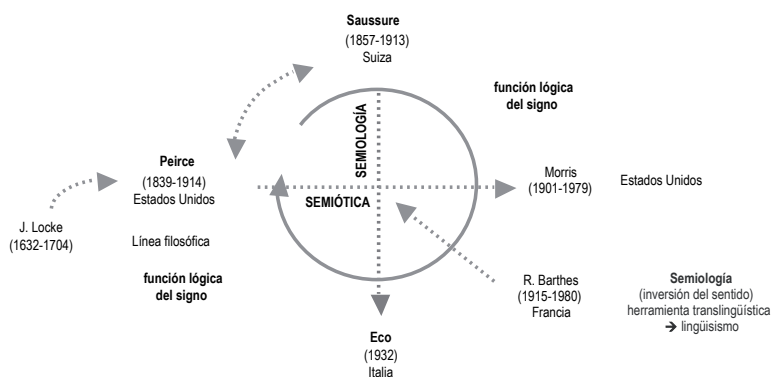 Saussure
(1857-1913)
Suiza
función lógica
del signo
SEMIOLOGÍA
Peirce
(1839-1914)
Estados Unidos
SEMIÓTICA
Morris
(1901-1979)
Estados Unidos
J. Locke
(1632-1704)
Línea filosófica
función lógica
del signo
R. Barthes
(1915-1980)
Francia
Semiología
(inversión del sentido)
herramienta translingüística
➔ lingüisismo
Eco
(1932)
Italia